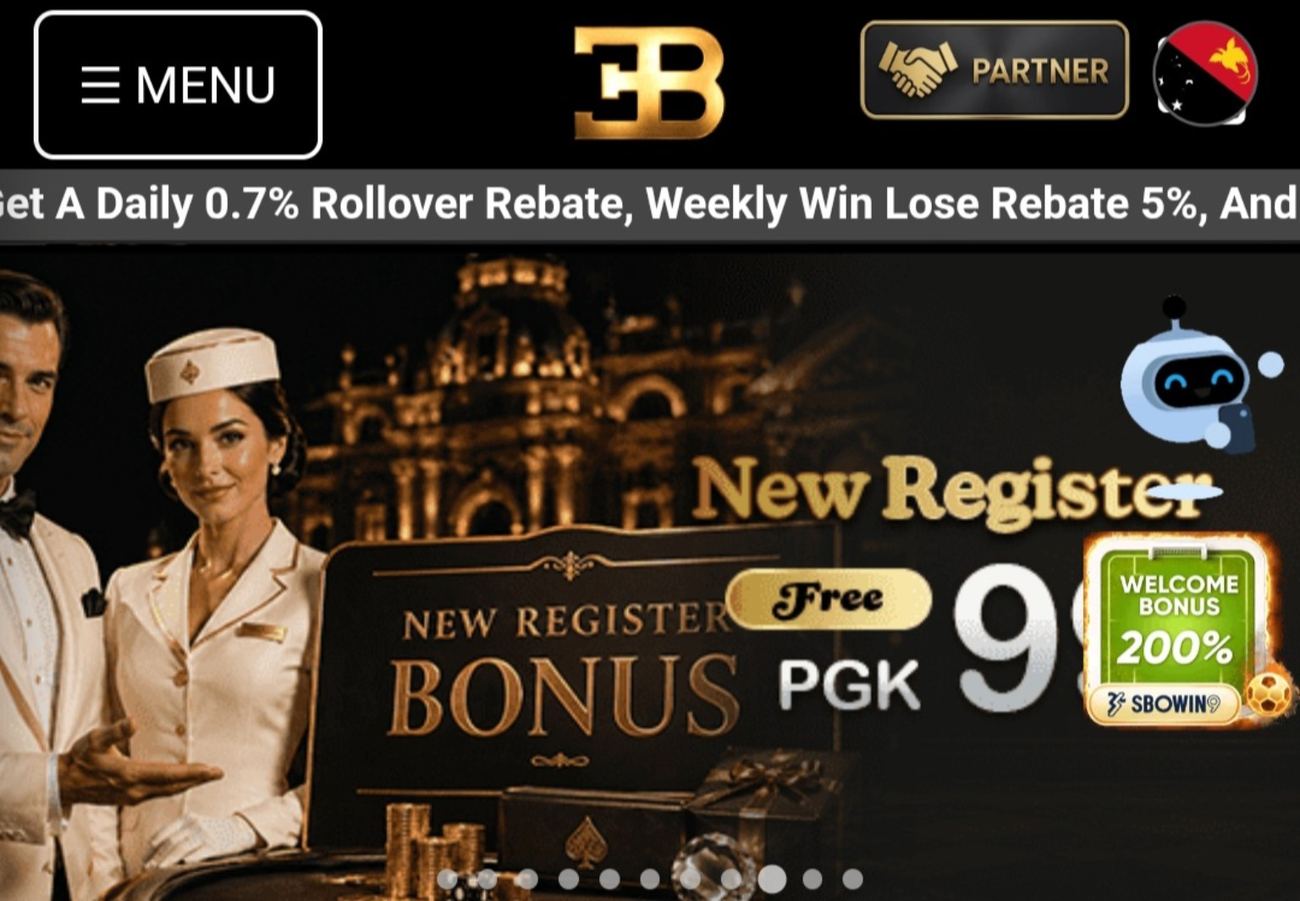 ☰ MENU
EB
PARTNER
Get A Daily 0.7% Rollover Rebate, Weekly Win Lose Rebate 5%, And
New Register
Free
PGK 9
NEW REGISTER
BONUS
WELCOME
BONUS
200%
SBOWIN9